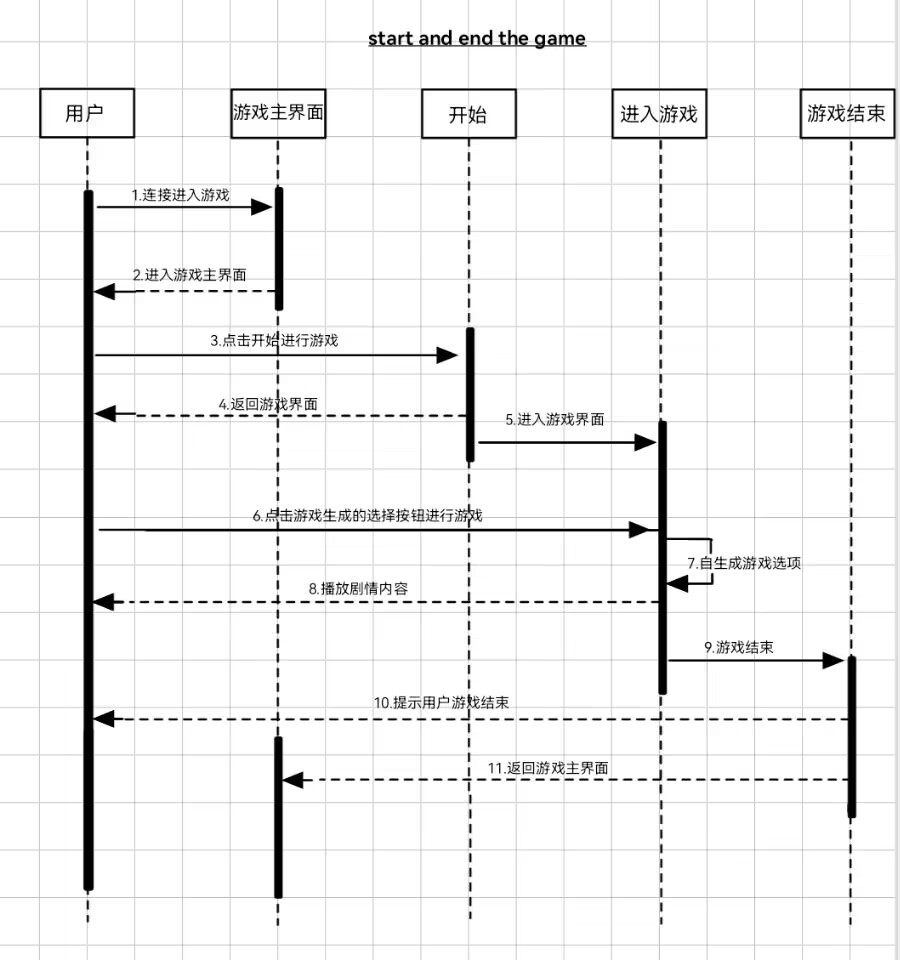 start and end the game
用户
游戏主界面
开始
进入游戏
游戏结束
1.连接进入游戏
2.进入游戏主界面
3.点击开始进行游戏
4.返回游戏界面
5.进入游戏界面
6.点击游戏生成的选择按钮进行游戏
7.自生成游戏选项
8.播放剧情内容
9.游戏结束
10.提示用户游戏结束
11.返回游戏主界面